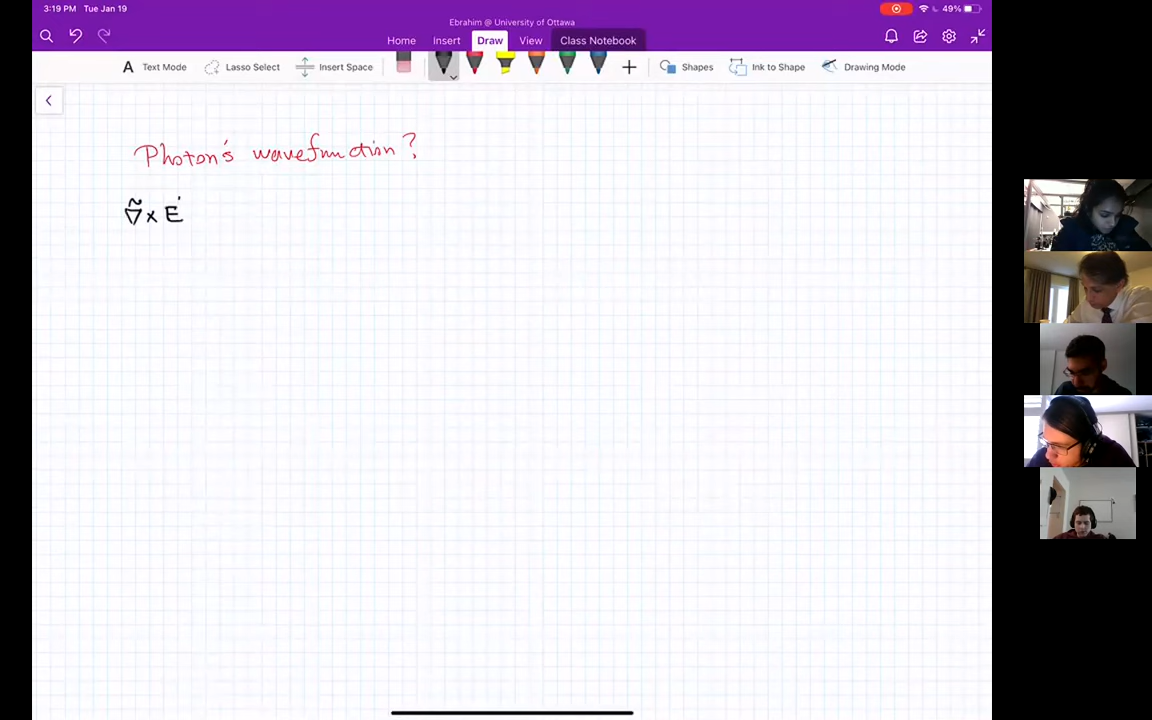 3:19 PM Tue Jan 19
49%
Ebrahim @ University of Ottawa
Home Insert Draw View Class Notebook
Text Mode Lasso Select Insert Space Shapes Ink to Shape Drawing Mode
Photon's wavefunction?
∇̃ × E